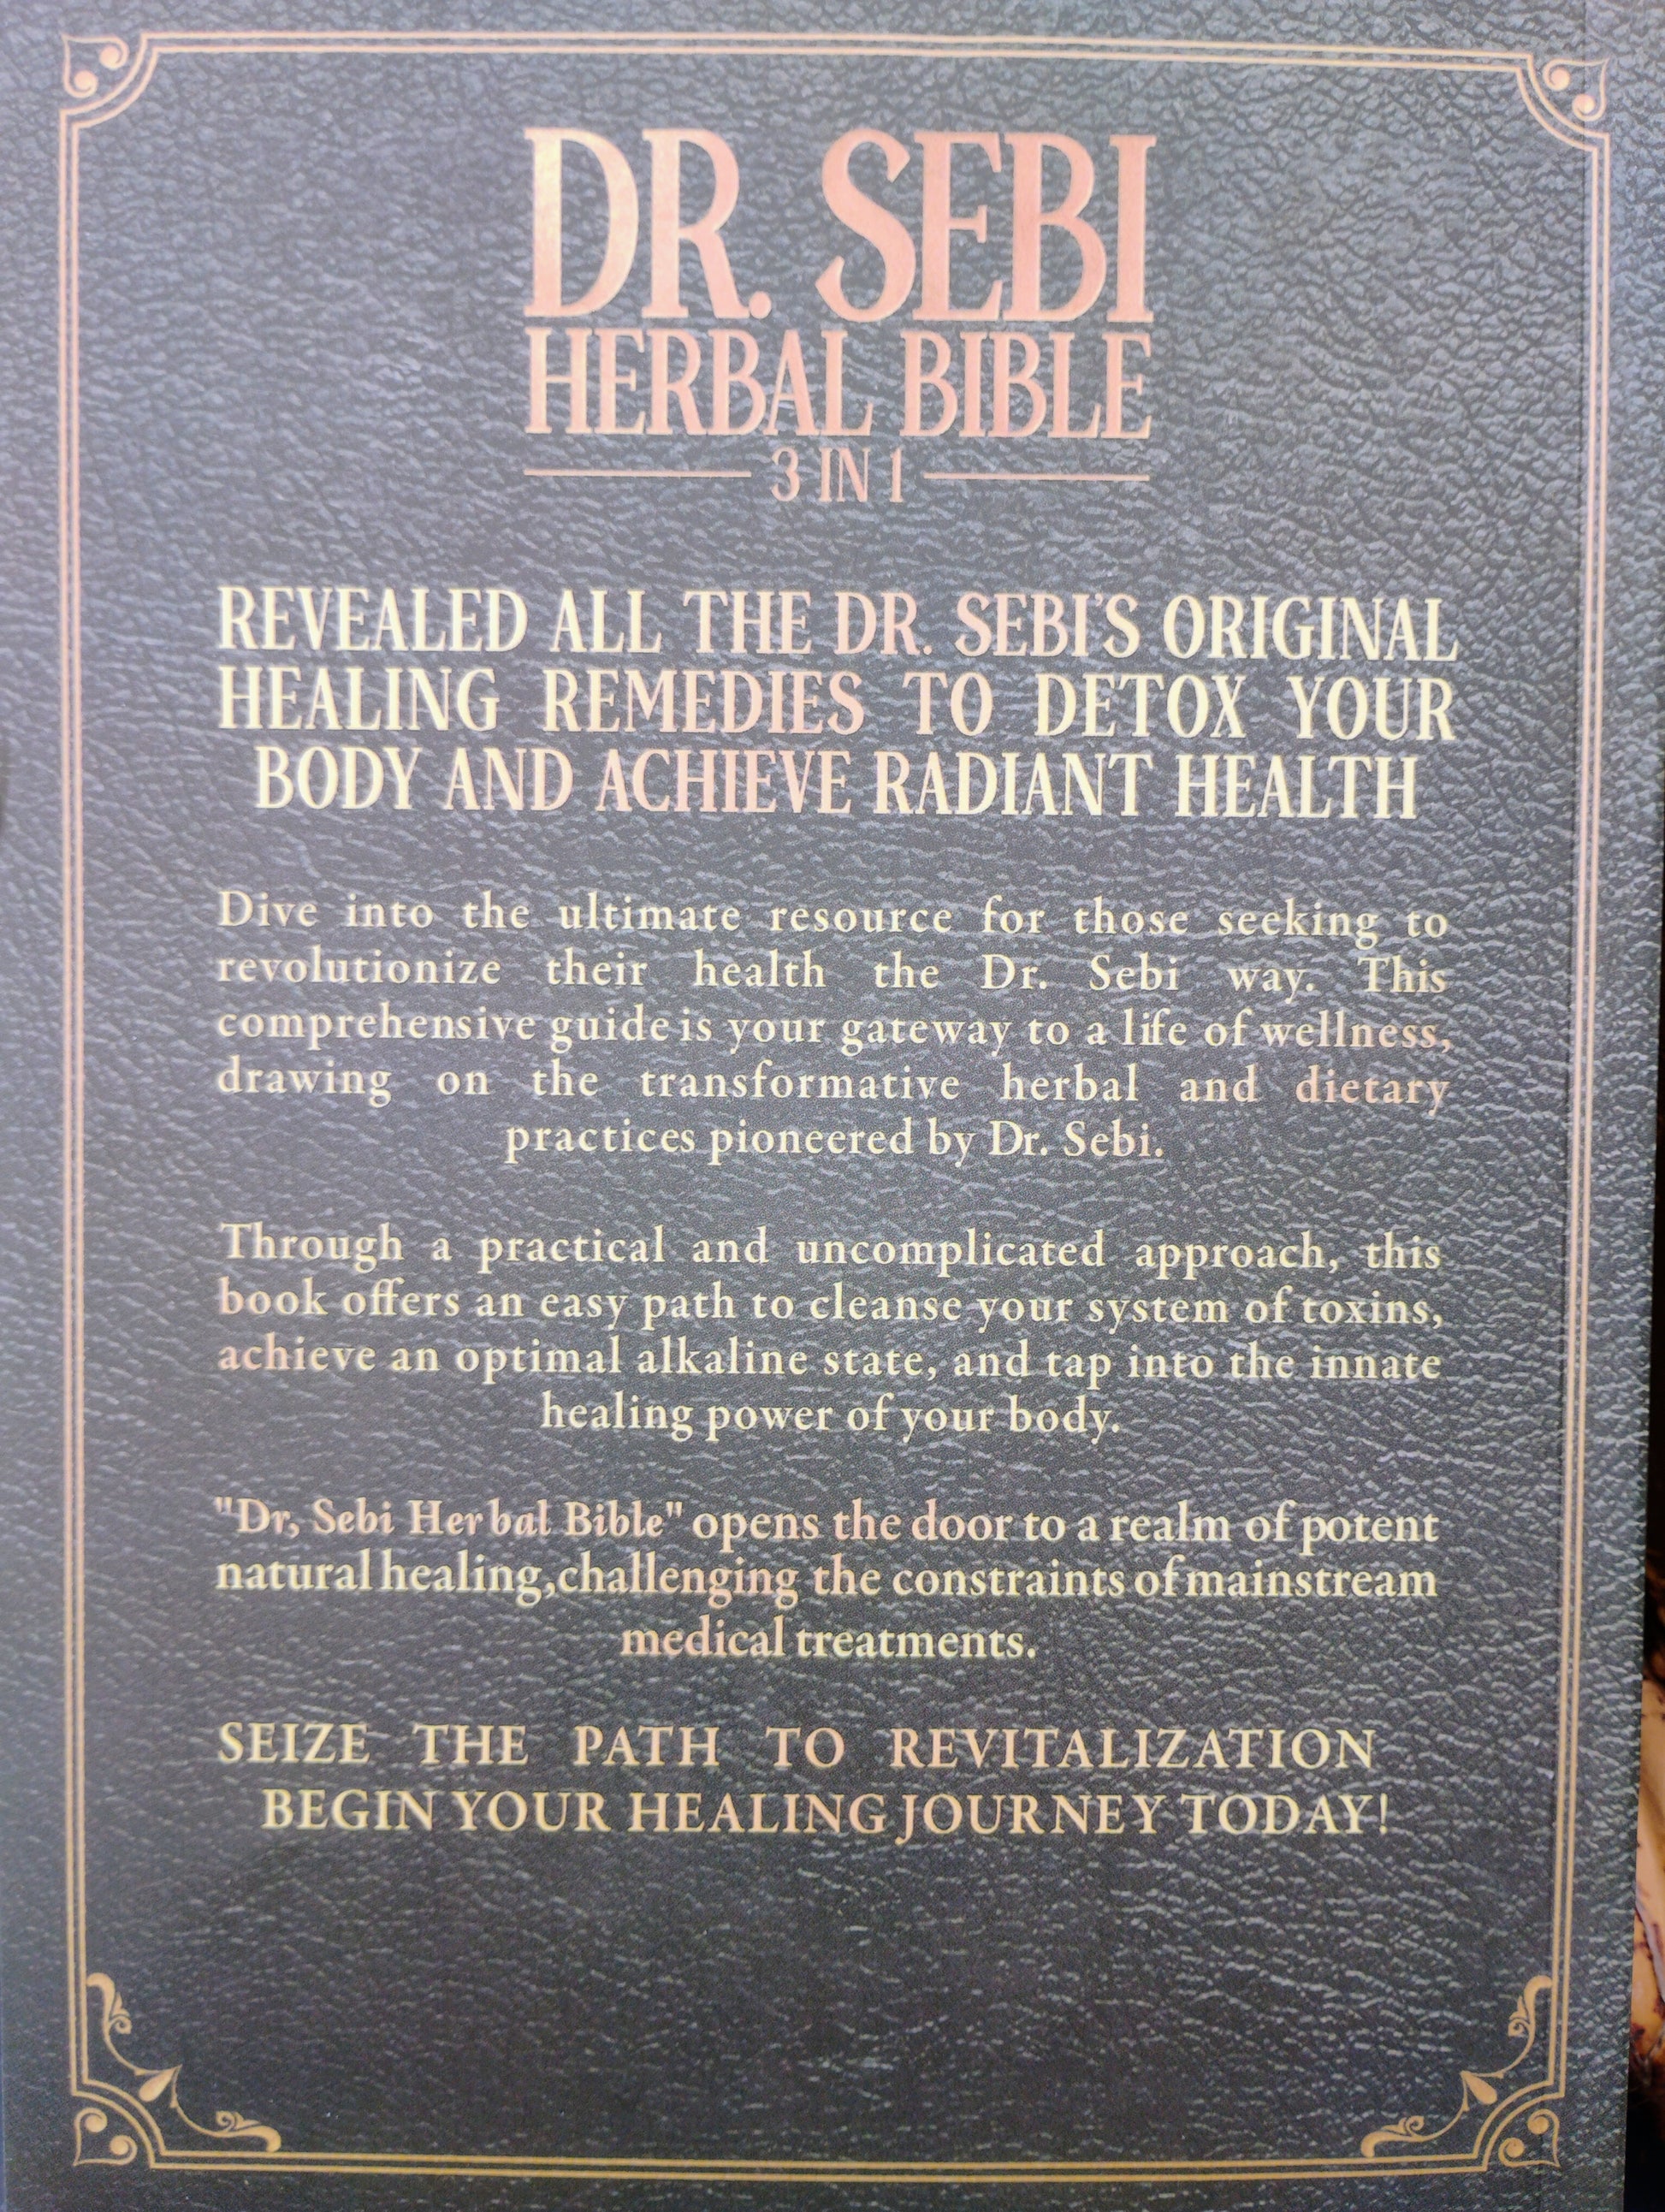 DR. SEBI
HERBAL BIBLE
3 IN 1
REVEALED ALL THE DR. SEBI'S ORIGINAL
HEALING REMEDIES TO DETOX YOUR
BODY AND ACHIEVE RADIANT HEALTH
Dive into the ultimate resource for those seeking to
revolutionize their health the Dr. Sebi way. This
comprehensive guide is your gateway to a life of wellness,
drawing on the transformative herbal and dietary
practices pioneered by Dr. Sebi.
Through a practical and uncomplicated approach, this
book offers an easy path to cleanse your system of toxins,
achieve an optimal alkaline state, and tap into the innate
healing power of your body.
"Dr, Sebi Herbal Bible" opens the door to a realm of potent
natural healing,challenging the constraints of mainstream
medical treatments.
SEIZE THE PATH TO REVITALIZATION
BEGIN YOUR HEALING JOURNEY TODAY!